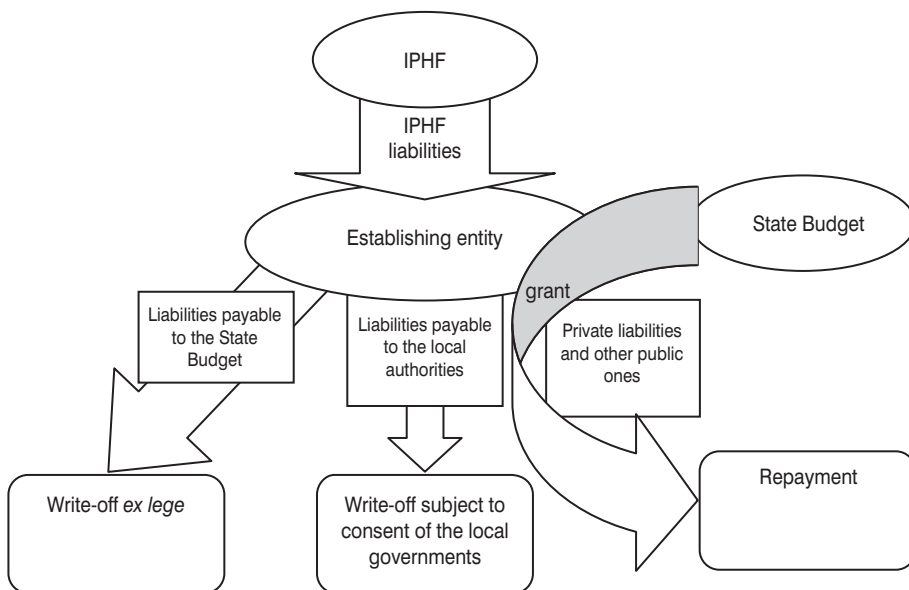 IPHF
IPHF
liabilities
Establishing entity
State Budget
grant
Liabilities payable
to the State
Budget
Liabilities payable
to the local
authorities
Private liabilities
and other public
ones
Write-off ex lege
Write-off subject to
consent of the local
governments
Repayment